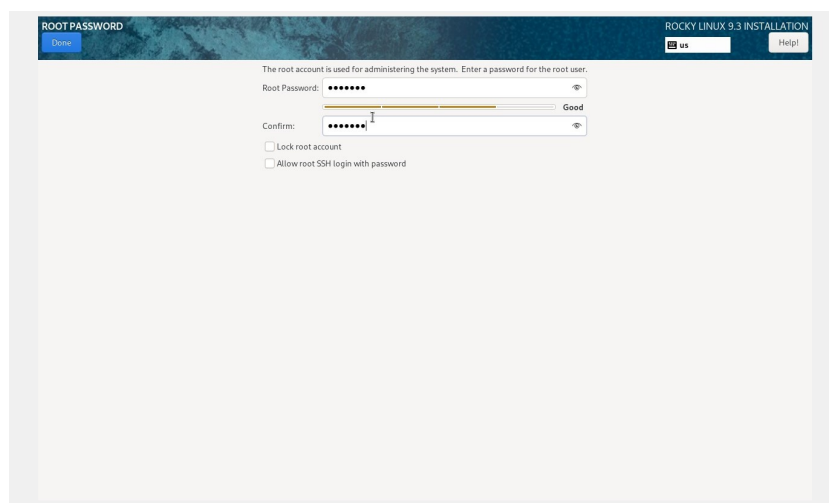 ROOT PASSWORD
ROCKY LINUX 9.3 INSTALLATION
Done
us
Help!
The root account is used for administering the system. Enter a password for the root user.
Root Password: ●●●●●●●
Good
Confirm: ●●●●●●●
Lock root account
Allow root SSH login with password